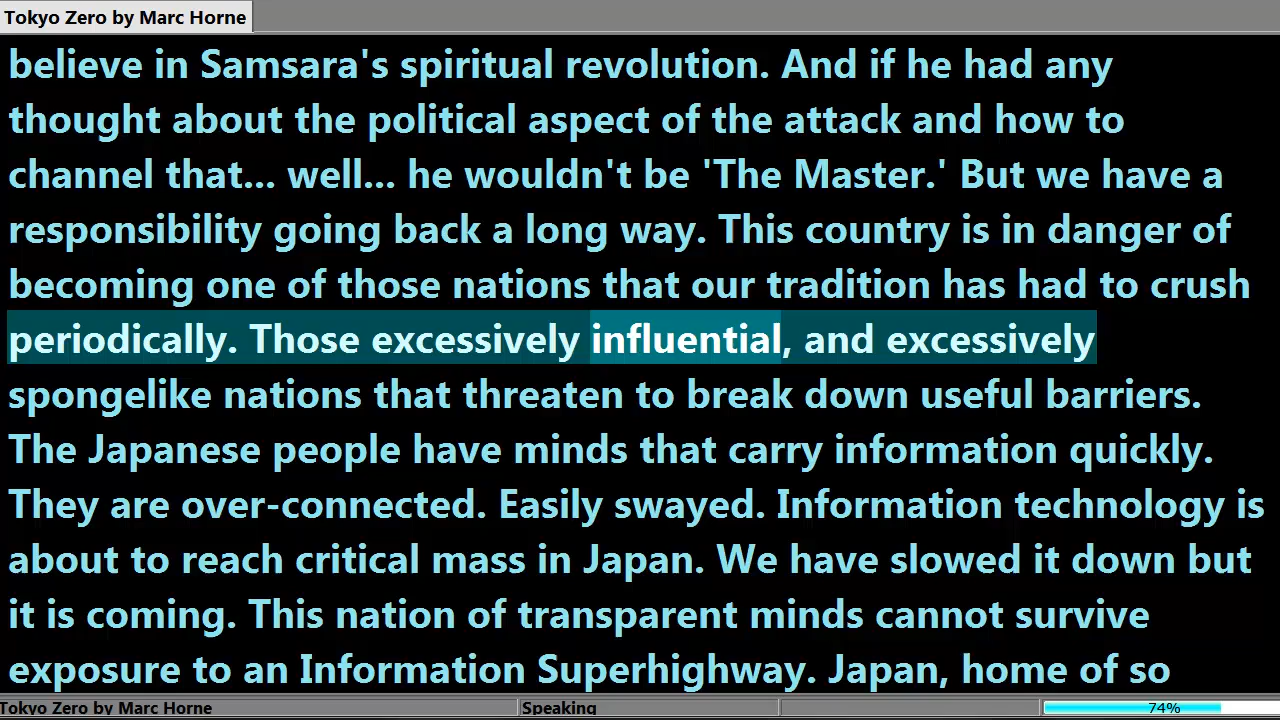 Tokyo Zero by Marc Horne
believe in Samsara's spiritual revolution. And if he had any
thought about the political aspect of the attack and how to
channel that... well... he wouldn't be 'The Master.' But we have a
responsibility going back a long way. This country is in danger of
becoming one of those nations that our tradition has had to crush
periodically. Those excessively influential, and excessively
spongelike nations that threaten to break down useful barriers.
The Japanese people have minds that carry information quickly.
They are over-connected. Easily swayed. Information technology is
about to reach critical mass in Japan. We have slowed it down but
it is coming. This nation of transparent minds cannot survive
exposure to an Information Superhighway. Japan, home of so
Tokyo Zero by Marc Horne Speaking 74%